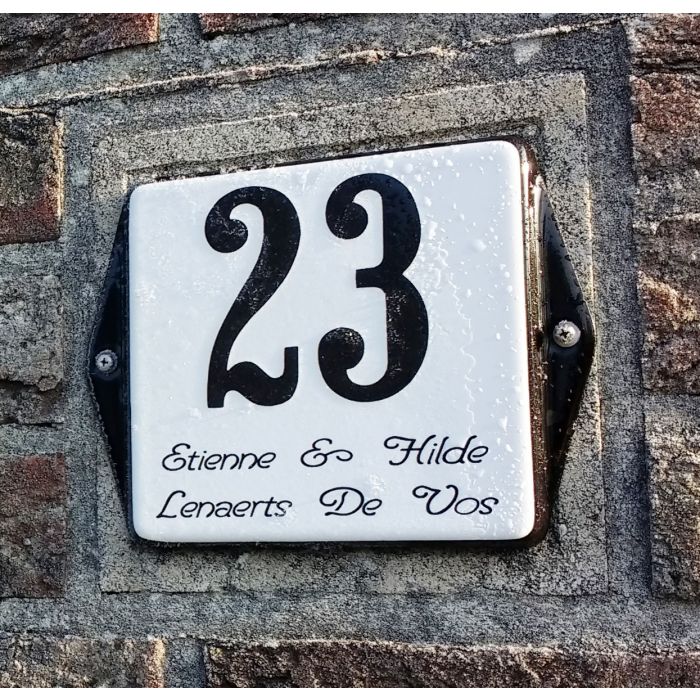 23
Etienne & Hilde
Lenaerts De Vos